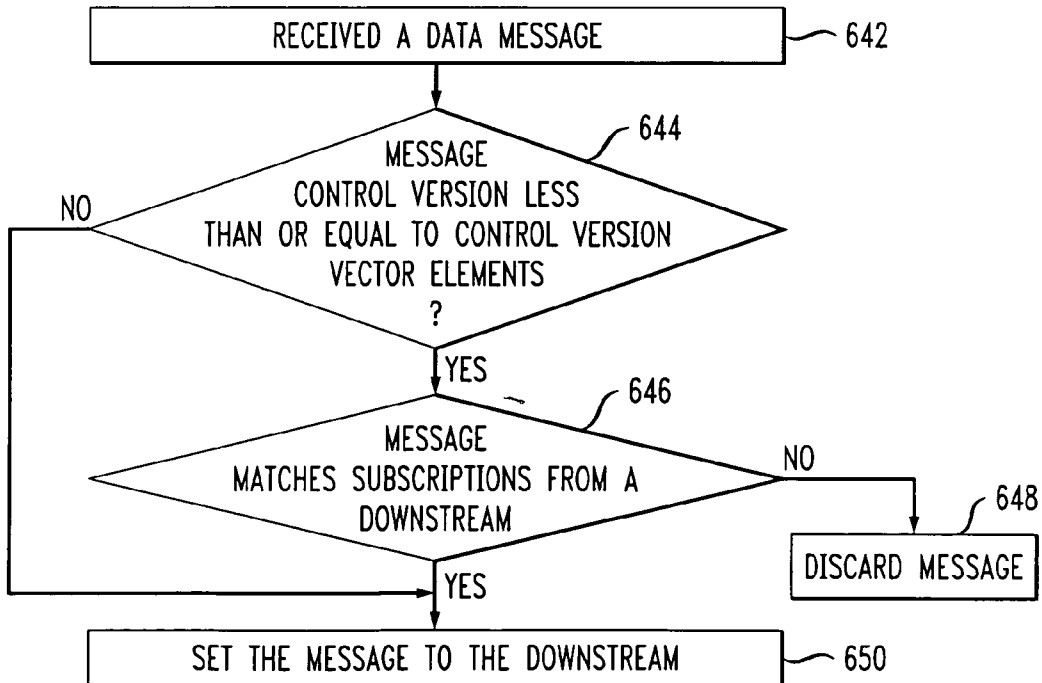 RECEIVED A DATA MESSAGE
642
644
MESSAGE
CONTROL VERSION LESS
THAN OR EQUAL TO CONTROL VERSION
VECTOR ELEMENTS
?
NO
YES
646
MESSAGE
MATCHES SUBSCRIPTIONS FROM A
DOWNSTREAM
NO
648
DISCARD MESSAGE
YES
SET THE MESSAGE TO THE DOWNSTREAM
650